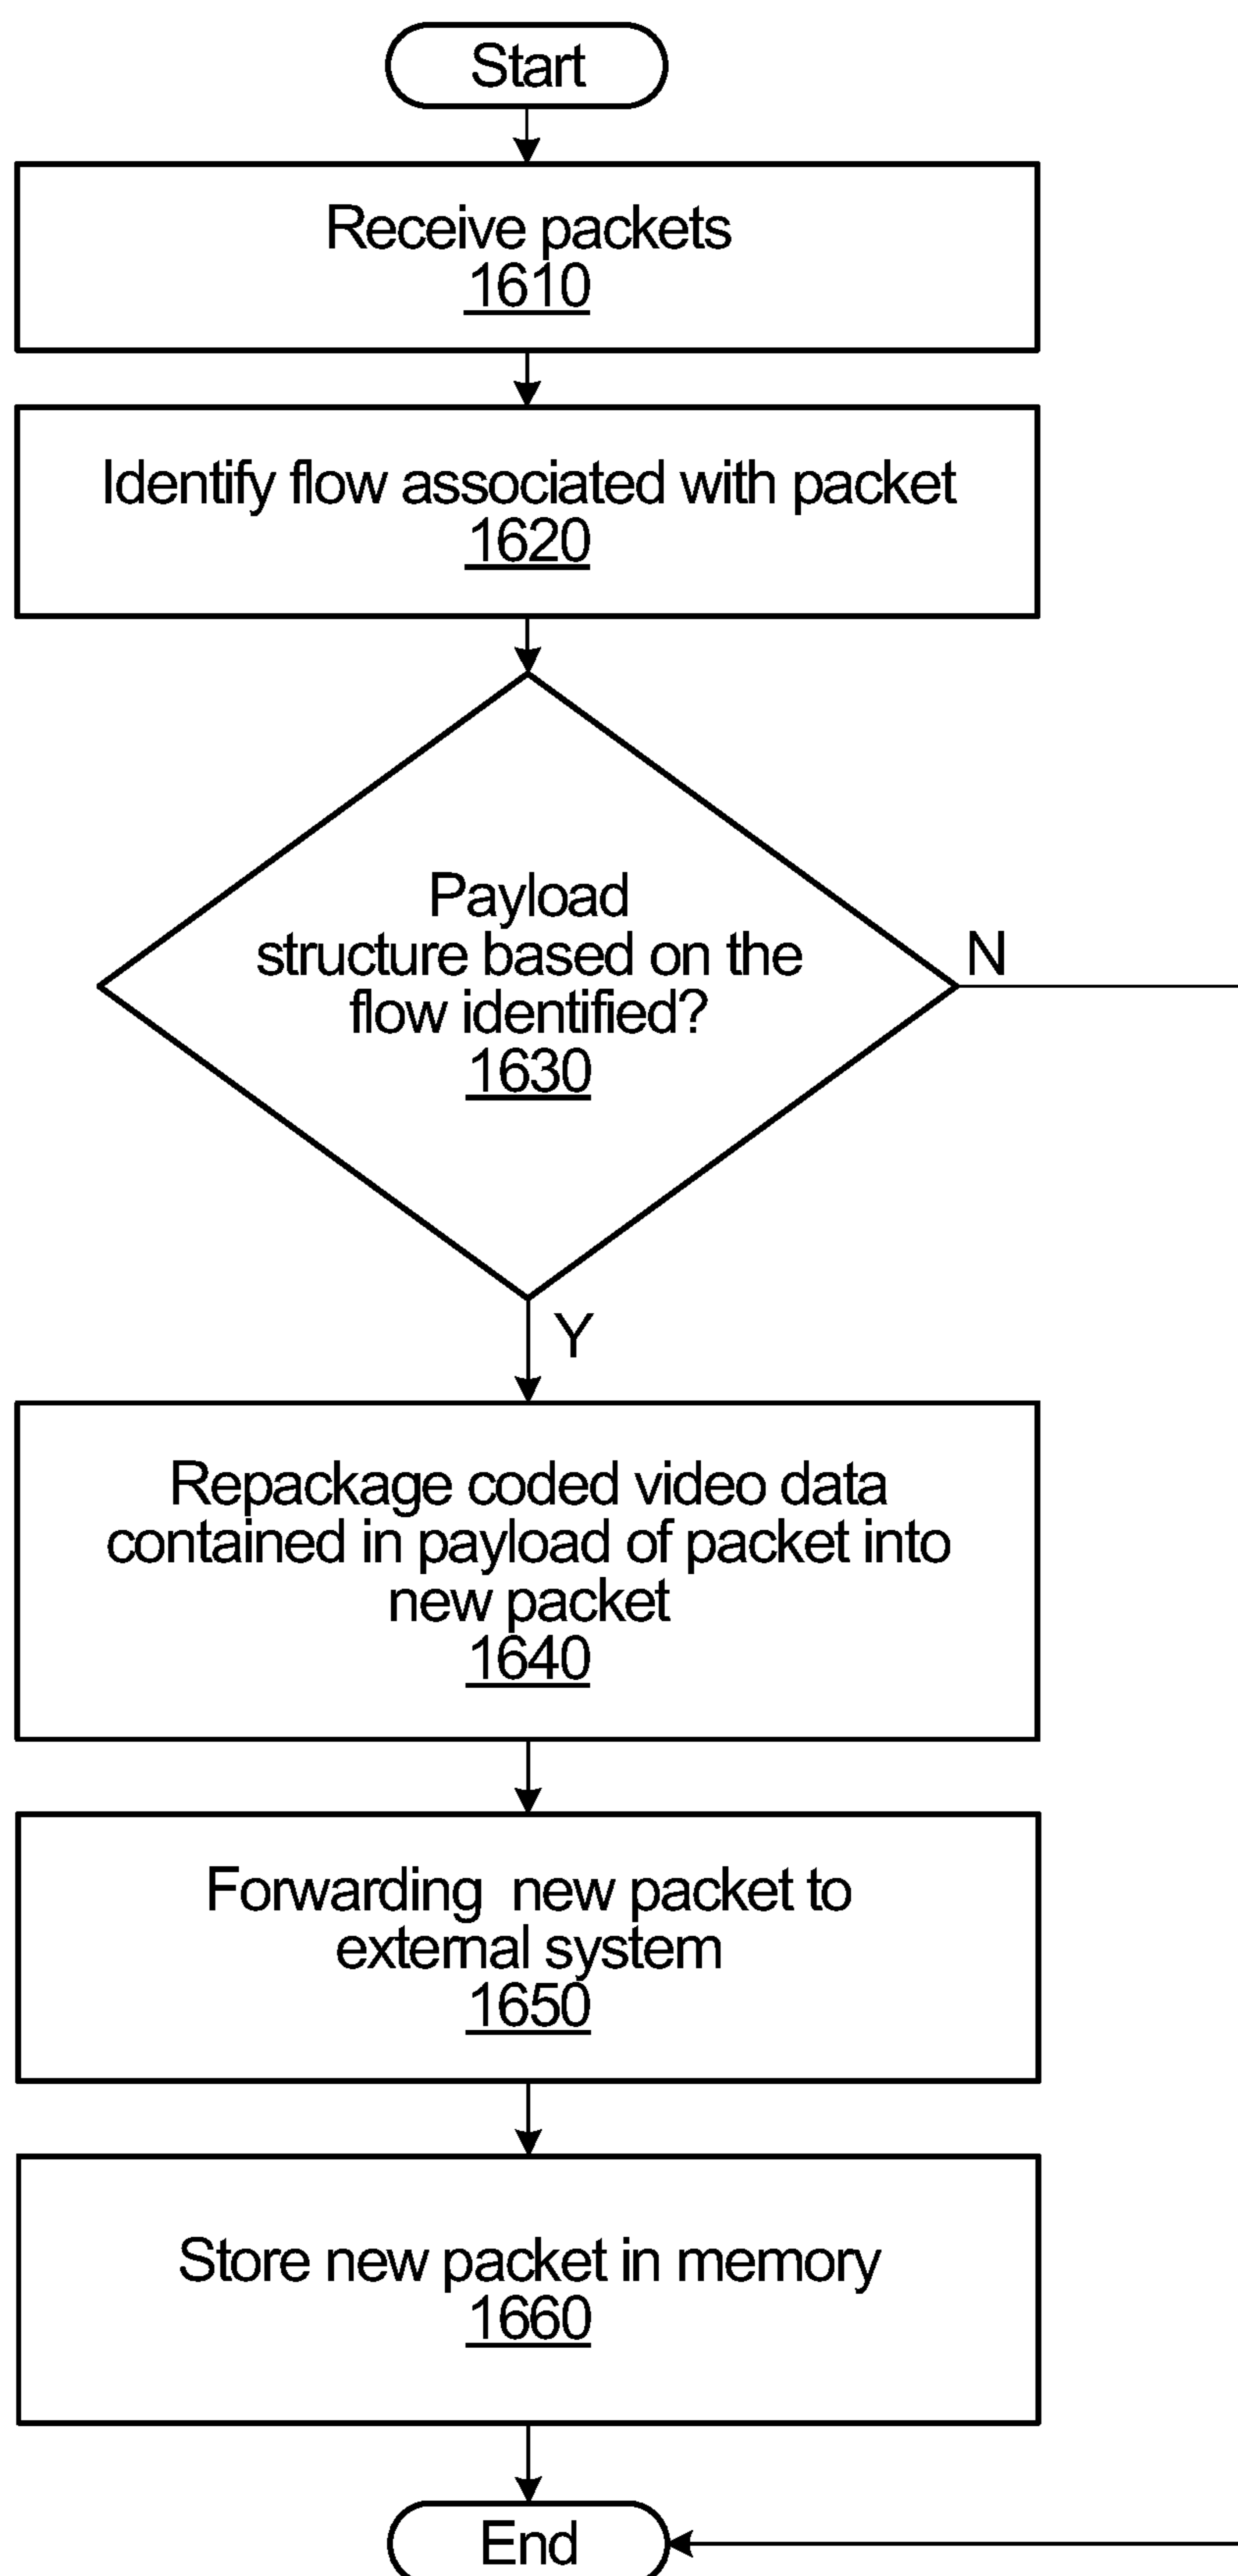 Start
Receive packets
1610
Identify flow associated with packet
1620
Payload
structure based on the
flow identified?
1630
N
Y
Repackage coded video data
contained in payload of packet into
new packet
1640
Forwarding new packet to
external system
1650
Store new packet in memory
1660
End